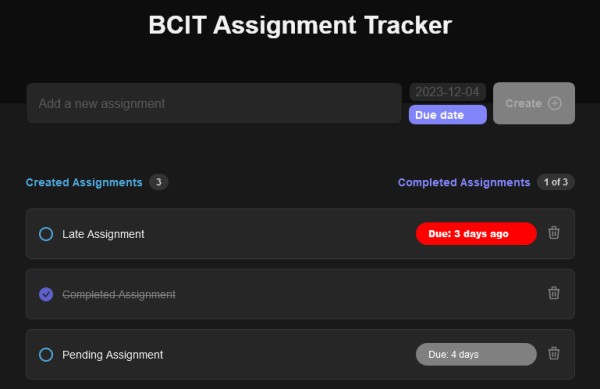 BCIT Assignment Tracker
Add a new assignment
2023-12-04
Due date
Create
Created Assignments 3
Completed Assignments 1 of 3
Late Assignment
Due: 3 days ago
Completed Assignment
Pending Assignment
Due: 4 days